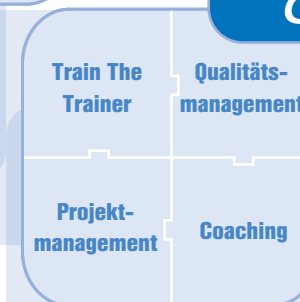 Train The
Trainer
Qualitäts-
management
Projekt-
management
Coaching